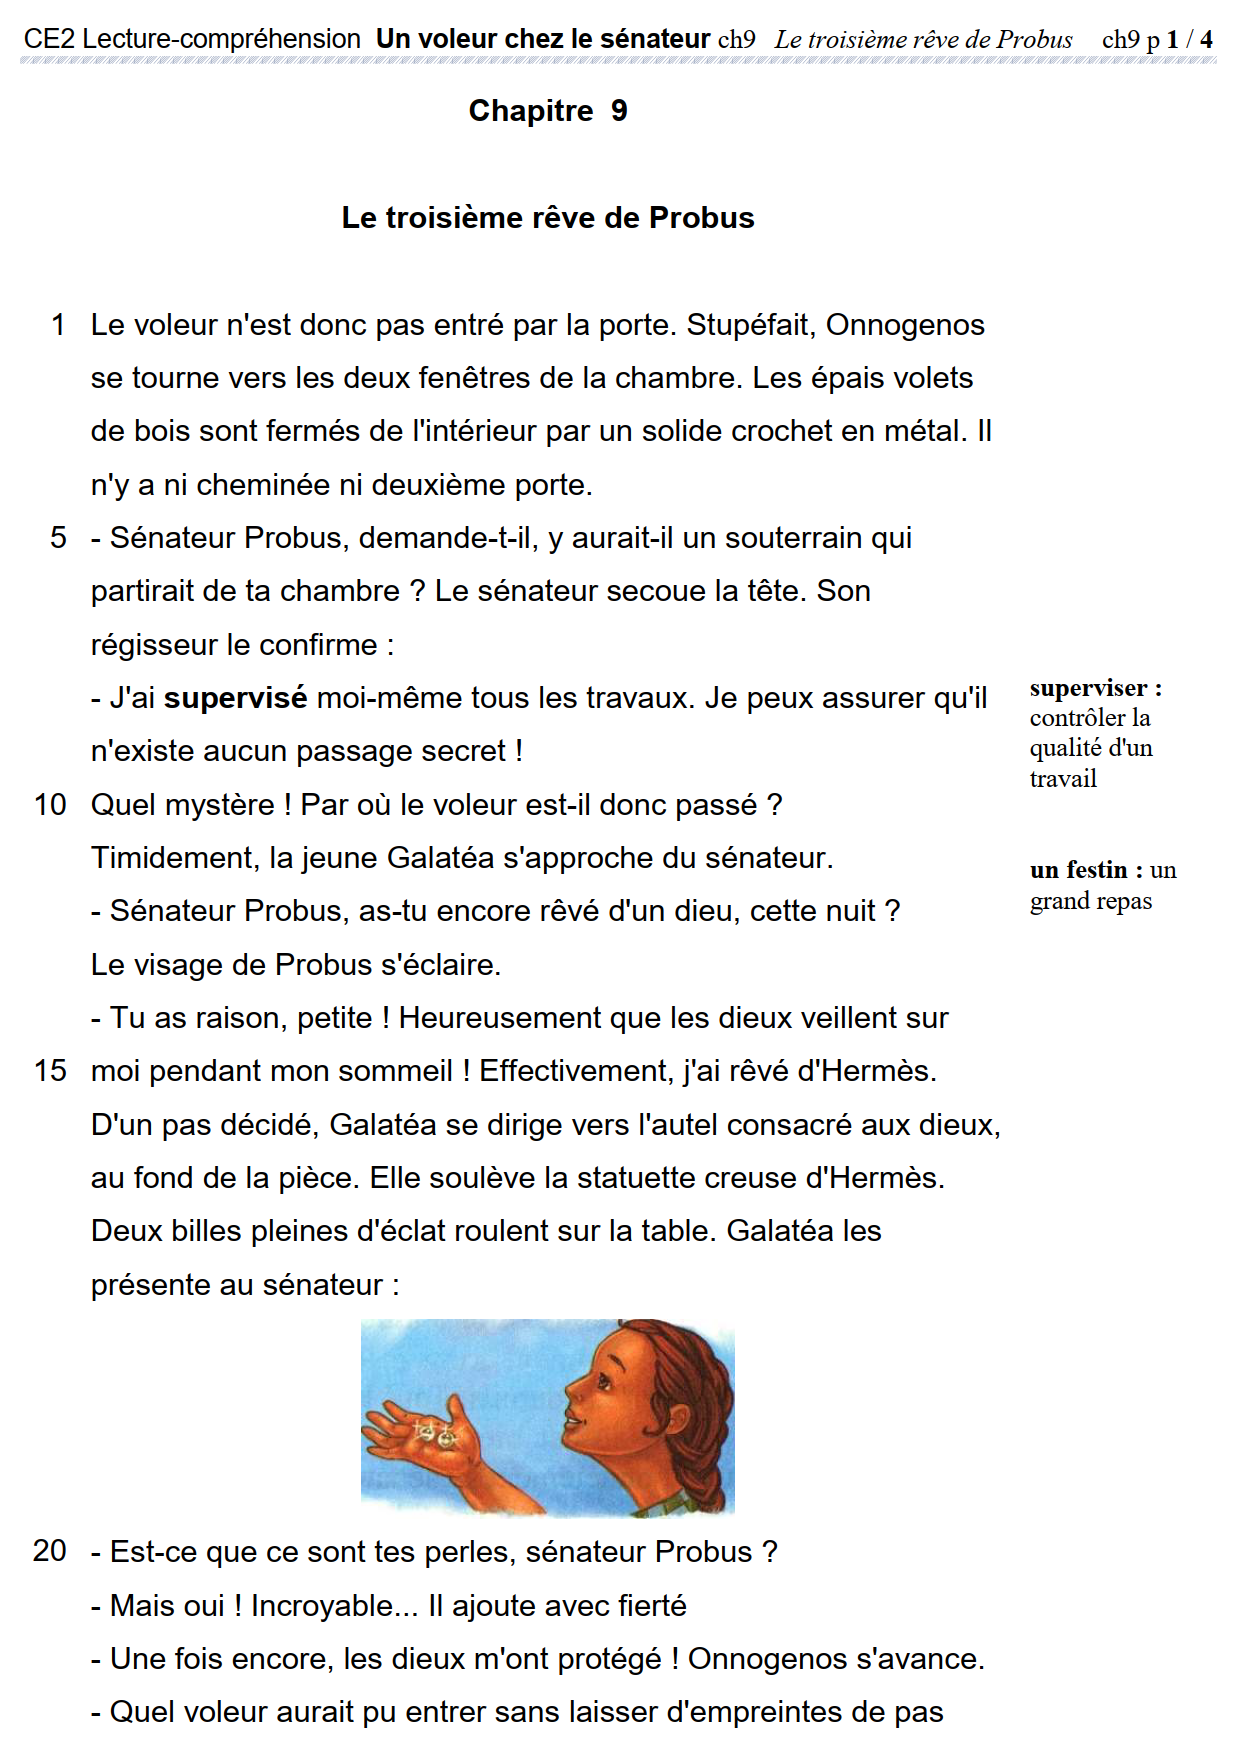 CE2 Lecture-compréhension Un voleur chez le sénateur ch9 Le troisième rêve de Probus ch9 p 1 / 4
Chapitre 9
Le troisième rêve de Probus
1 Le voleur n'est donc pas entré par la porte. Stupéfait, Onnogenos
se tourne vers les deux fenêtres de la chambre. Les épais volets
de bois sont fermés de l'intérieur par un solide crochet en métal. Il
n'y a ni cheminée ni deuxième porte.
5 - Sénateur Probus, demande-t-il, y aurait-il un souterrain qui
partirait de ta chambre ? Le sénateur secoue la tête. Son
régisseur le confirme :
- J'ai supervisé moi-même tous les travaux. Je peux assurer qu'il
n'existe aucun passage secret !
superviser :
contrôler la
qualité d'un
travail
10 Quel mystère ! Par où le voleur est-il donc passé ?
Timidement, la jeune Galatéa s'approche du sénateur.
- Sénateur Probus, as-tu encore rêvé d'un dieu, cette nuit ?
un festin : un
grand repas
Le visage de Probus s'éclaire.
- Tu as raison, petite ! Heureusement que les dieux veillent sur
15 moi pendant mon sommeil ! Effectivement, j'ai rêvé d'Hermès.
D'un pas décidé, Galatéa se dirige vers l'autel consacré aux dieux,
au fond de la pièce. Elle soulève la statuette creuse d'Hermès.
Deux billes pleines d'éclat roulent sur la table. Galatéa les
présente au sénateur :
20 - Est-ce que ce sont tes perles, sénateur Probus ?
- Mais oui ! Incroyable... Il ajoute avec fierté
- Une fois encore, les dieux m'ont protégé ! Onnogenos s'avance.
- Quel voleur aurait pu entrer sans laisser d'empreintes de pas